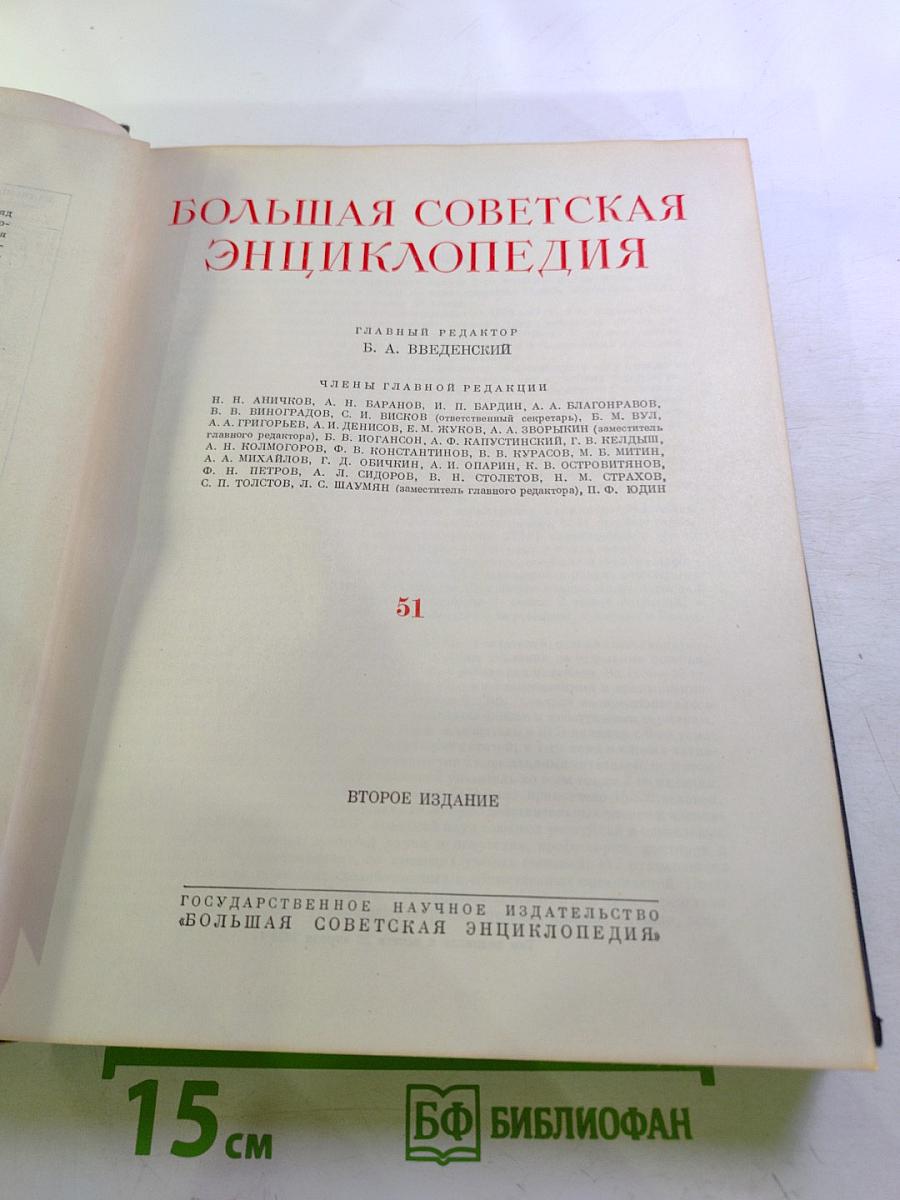 БОЛЬШАЯ СОВЕТСКАЯ
ЭНЦИКЛОПЕДИЯ
ГЛАВНЫЙ РЕДАКТОР
Б. А. ВВЕДЕНСКИЙ
ЧЛЕНЫ ГЛАВНОЙ РЕДАКЦИИ
Н. Н. АНИЧКОВ, А. Н. БАРАНОВ, И. П. БАРДИН, А. А. БЛАГОНРАВОВ,
В. В. ВИНОГРАДОВ, С. И. ВИСКОВ (ответственный секретарь), Б. М. ВУЛ,
А. А. ГРИГОРЬЕВ, А. И. ДЕНИСОВ, Е. М. ЖУКОВ, А. А. ЗВОРЫКИН (заместитель
главного редактора), Б. В. ИОГАНСОН, А. Ф. КАПУСТИНСКИЙ, Г. В. КЕЛДЫШ,
А. Н. КОЛМОГОРОВ, Ф. В. КОНСТАНТИНОВ, В. В. КУРАСОВ, М. Б. МИТИН,
А. А. МИХАЙЛОВ, Г. Д. ОБИЧКИН, А. И. ОПАРИН, К. В. ОСТРОВИТЯНОВ,
Ф. Н. ПЕТРОВ, А. Л. СИДОРОВ, В. Н. СТОЛЕТОВ, Н. М. СТРАХОВ,
С. П. ТОЛСТОВ, Л. С. ШАУМЯН (заместитель главного редактора), П. Ф. ЮДИН
51
ВТОРОЕ ИЗДАНИЕ
ГОСУДАРСТВЕННОЕ НАУЧНОЕ ИЗДАТЕЛЬСТВО
«БОЛЬШАЯ СОВЕТСКАЯ ЭНЦИКЛОПЕДИЯ»
15 см
БФ БИБЛИОФАН